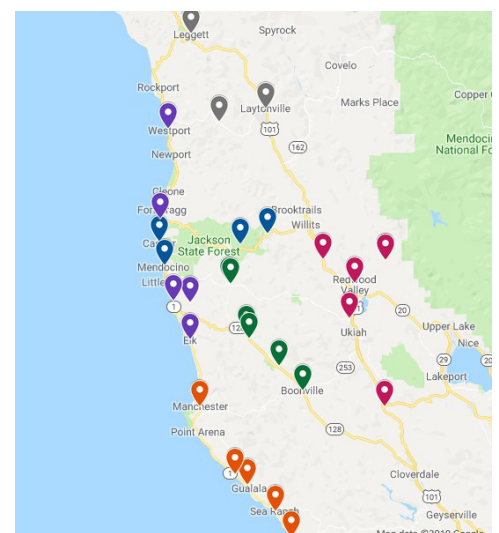 Leggett
Spyrock
Covelo
Rockport
Laytonville
Marks Place
Copper
Westport
101
162
Mendocino
National Fo
Newport
Cleone
Fort Bragg
Brooktrails
Willits
Jackson
State Forest
Mendocino
Little
Redwood
Valley
1
20
128
Ukiah
Upper Lake
Nice
Elk
29
20
253
Lakeport
Boonville
Manchester
128
Point Arena
Cloverdale
1
Gualala
101
Sea Ranch
Geyserville
Map data ©2019 Google